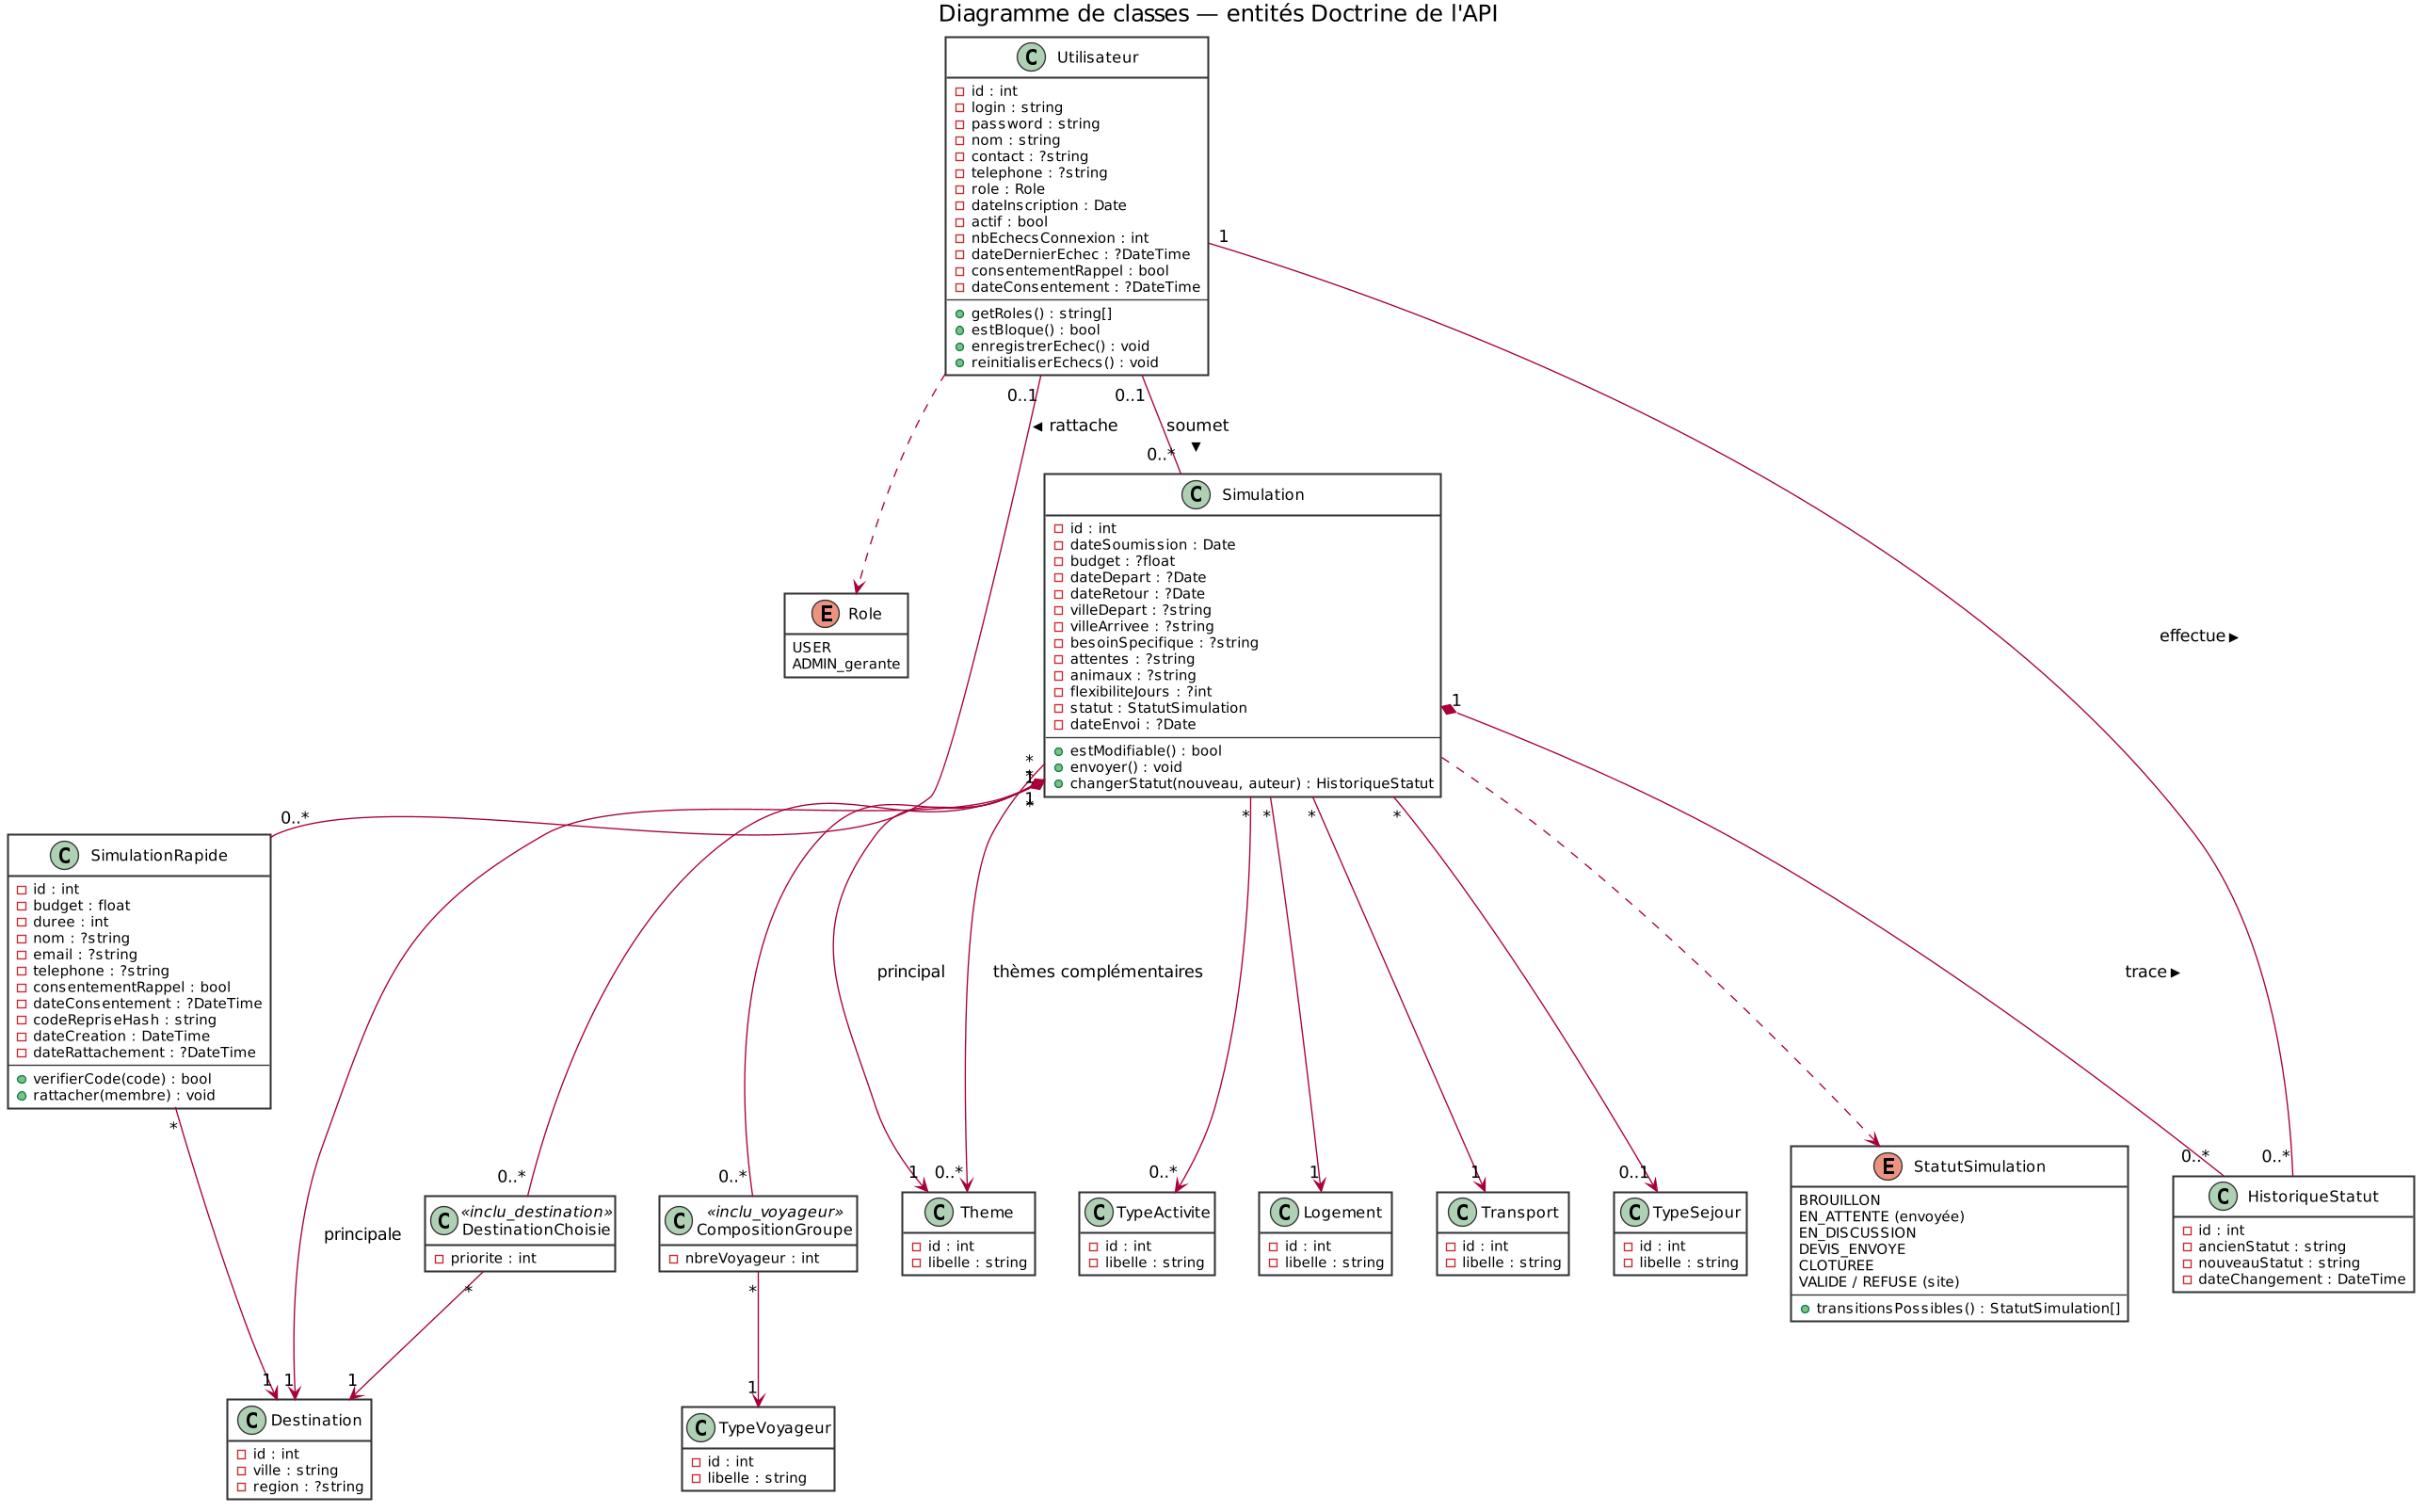 Diagramme de classes — entités Doctrine de l'API
C Utilisateur
id : int
login : string
password : string
nom : string
contact : ?string
telephone : ?string
role : Role
dateInscription : Date
actif : bool
nbEchecsConnexion : int
dateDernierEchec : ?DateTime
consentementRappel : bool
dateConsentement : ?DateTime
getRoles() : string[]
estBloque() : bool
enregistrerEchec() : void
reinitialiserEchecs() : void
1
0..1
0..1
◄ rattache
soumet
▼
0..*
effectue ►
E Role
USER
ADMIN_gerante
C Simulation
id : int
dateSoumission : Date
budget : ?float
dateDepart : ?Date
dateRetour : ?Date
villeDepart : ?string
villeArrivee : ?string
besoinSpecifique : ?string
attentes : ?string
animaux : ?string
flexibiliteJours : ?int
statut : StatutSimulation
dateEnvoi : ?Date
estModifiable() : bool
envoyer() : void
changerStatut(nouveau, auteur) : HistoriqueStatut
1
*
*
1
1
*
*
*
*
*
0..*
C SimulationRapide
id : int
budget : float
duree : int
nom : ?string
email : ?string
telephone : ?string
consentementRappel : bool
dateConsentement : ?DateTime
codeRepriseHash : string
dateCreation : DateTime
dateRattachement : ?DateTime
verifierCode(code) : bool
rattacher(membre) : void
*
principal
thèmes complémentaires
trace ►
principale
0..*
0..*
1
0..*
0..*
1
1
0..1
0..*
0..*
C «inclu_destination»
DestinationChoisie
priorite : int
*
C «inclu_voyageur»
CompositionGroupe
nbreVoyageur : int
*
C Theme
id : int
libelle : string
C TypeActivite
id : int
libelle : string
C Logement
id : int
libelle : string
C Transport
id : int
libelle : string
C TypeSejour
id : int
libelle : string
E StatutSimulation
BROUILLON
EN_ATTENTE (envoyée)
EN_DISCUSSION
DEVIS_ENVOYE
CLOTUREE
VALIDE / REFUSE (site)
transitionsPossibles() : StatutSimulation[]
C HistoriqueStatut
id : int
ancienStatut : string
nouveauStatut : string
dateChangement : DateTime
1
1
1
1
C Destination
id : int
ville : string
region : ?string
C TypeVoyageur
id : int
libelle : string